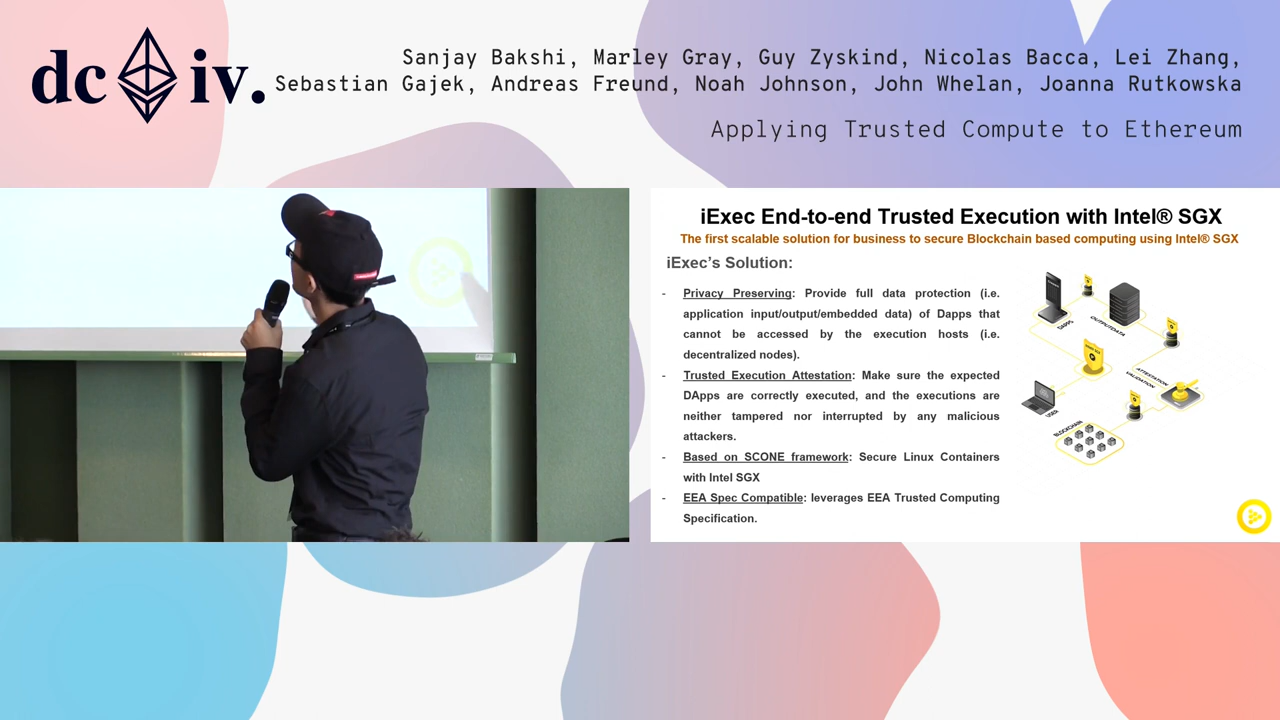 dc iv.
Sanjay Bakshi, Marley Gray, Guy Zyskind, Nicolas Bacca, Lei Zhang,
Sebastian Gajek, Andreas Freund, Noah Johnson, John Whelan, Joanna Rutkowska
Applying Trusted Compute to Ethereum
iExec End-to-end Trusted Execution with Intel® SGX
The first scalable solution for business to secure Blockchain based computing using Intel® SGX
iExec's Solution:
- Privacy Preserving: Provide full data protection (i.e.
application input/output/embedded data) of Dapps that
cannot be accessed by the execution hosts (i.e.
decentralized nodes).
- Trusted Execution Attestation: Make sure the expected
DApps are correctly executed, and the executions are
neither tampered nor interrupted by any malicious
attackers.
- Based on SCONE framework: Secure Linux Containers
with Intel SGX
- EEA Spec Compatible: leverages EEA Trusted Computing
Specification.
DAPPS
OUTPUTDATA
ATTESTATION
VALIDATION
USER
BLOCKCHAIN